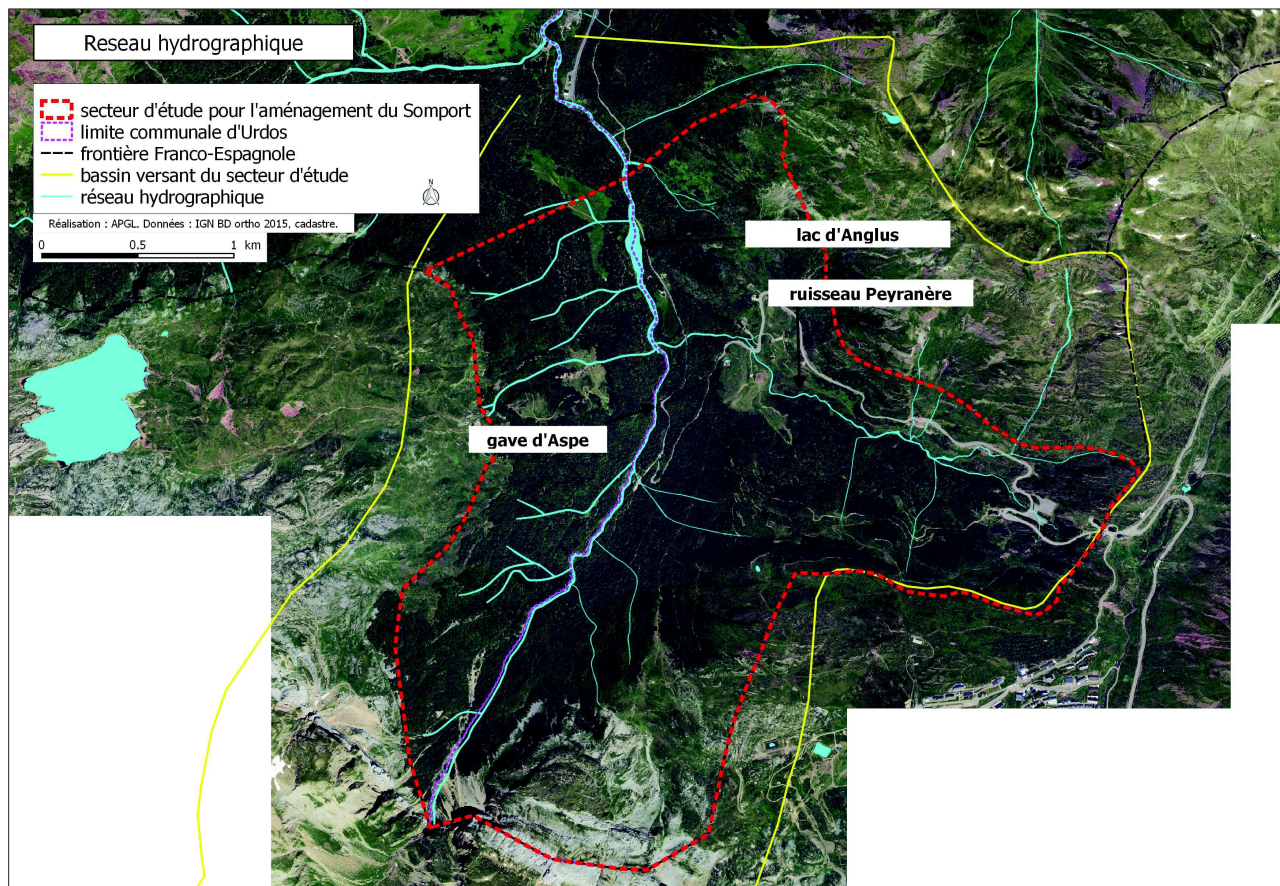 Reseau hydrographique
secteur d'étude pour l'aménagement du Somport
limite communale d'Urdos
frontière Franco-Espagnole
bassin versant du secteur d'étude
réseau hydrographique
N
Réalisation : APGL. Données : IGN BD ortho 2015, cadastre.
0 0.5 1 km
lac d'Anglus
ruisseau Peyranère
gave d'Aspe